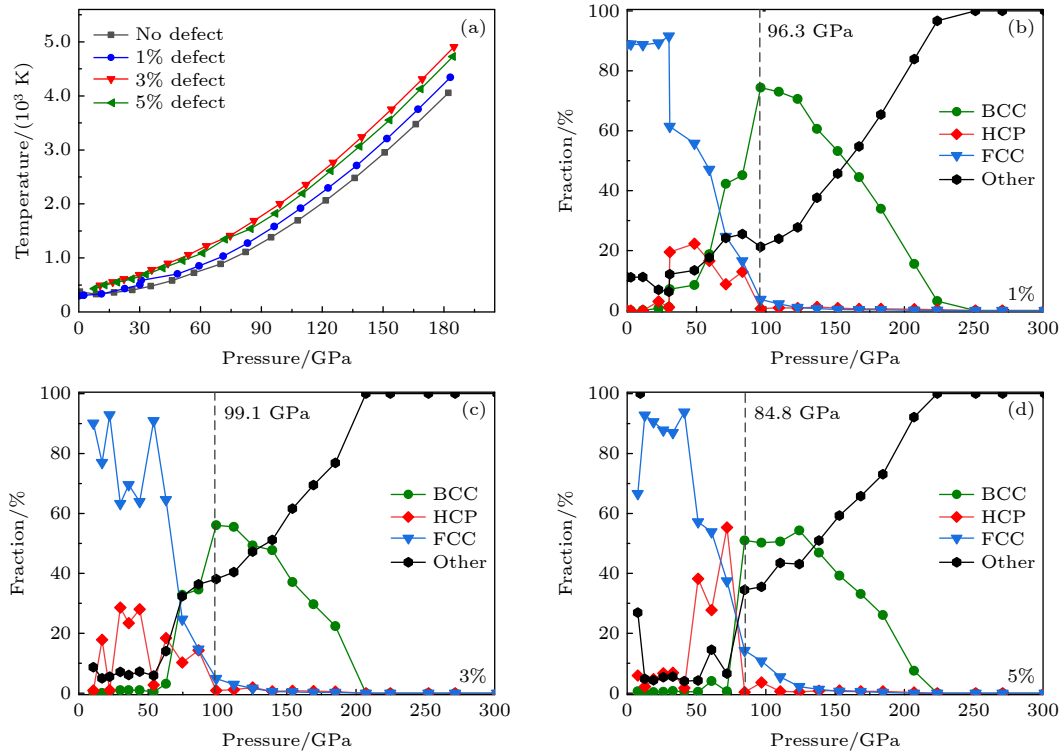 (a)
No defect
1% defect
3% defect
5% defect
Temperature/(10³ K)
5.0
4.0
3.0
2.0
1.0
0
0 30 60 90 120 150 180
Pressure/GPa
(b)
96.3 GPa
BCC
HCP
FCC
Other
1%
Fraction/%
100
80
60
40
20
0
0 50 100 150 200 250 300
Pressure/GPa
(c)
99.1 GPa
BCC
HCP
FCC
Other
3%
Fraction/%
100
80
60
40
20
0
0 50 100 150 200 250 300
Pressure/GPa
(d)
84.8 GPa
BCC
HCP
FCC
Other
5%
Fraction/%
100
80
60
40
20
0
0 50 100 150 200 250 300
Pressure/GPa